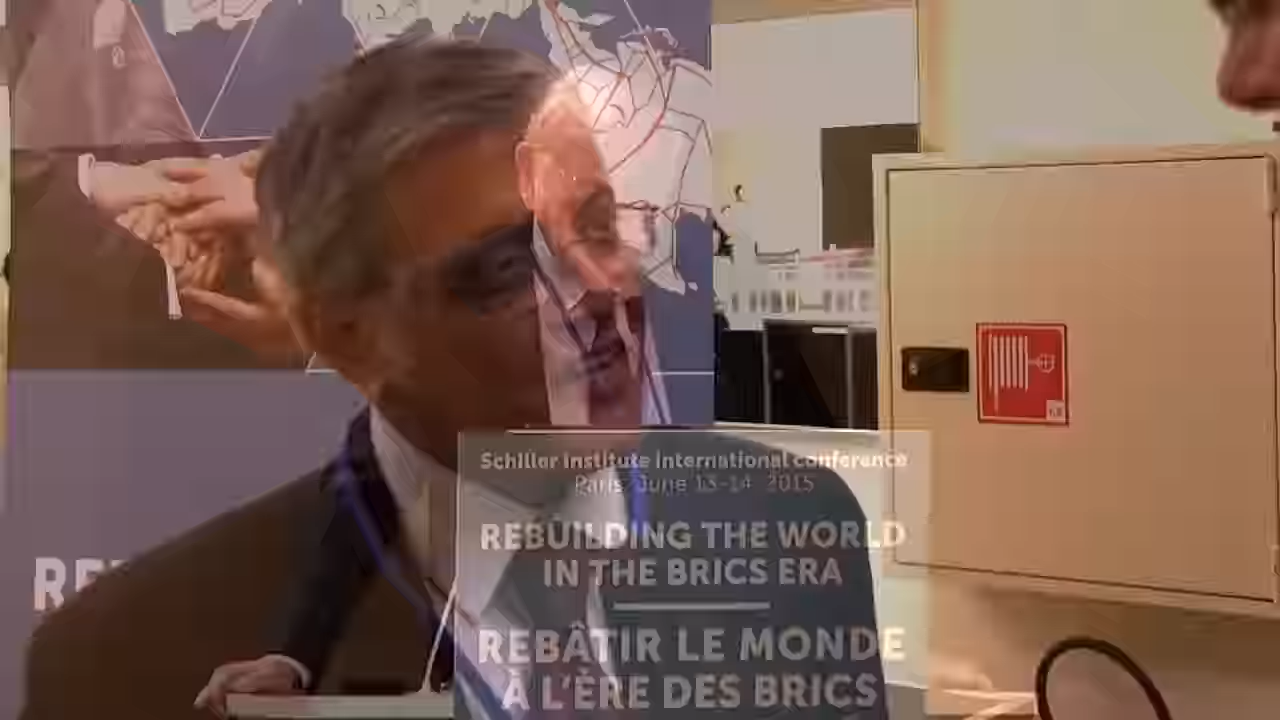 Schiller Institute international conference
Paris, June 13-14, 2015
REBUILDING THE WORLD
IN THE BRICS ERA
REBÂTIR LE MONDE
À L'ÈRE DES BRICS